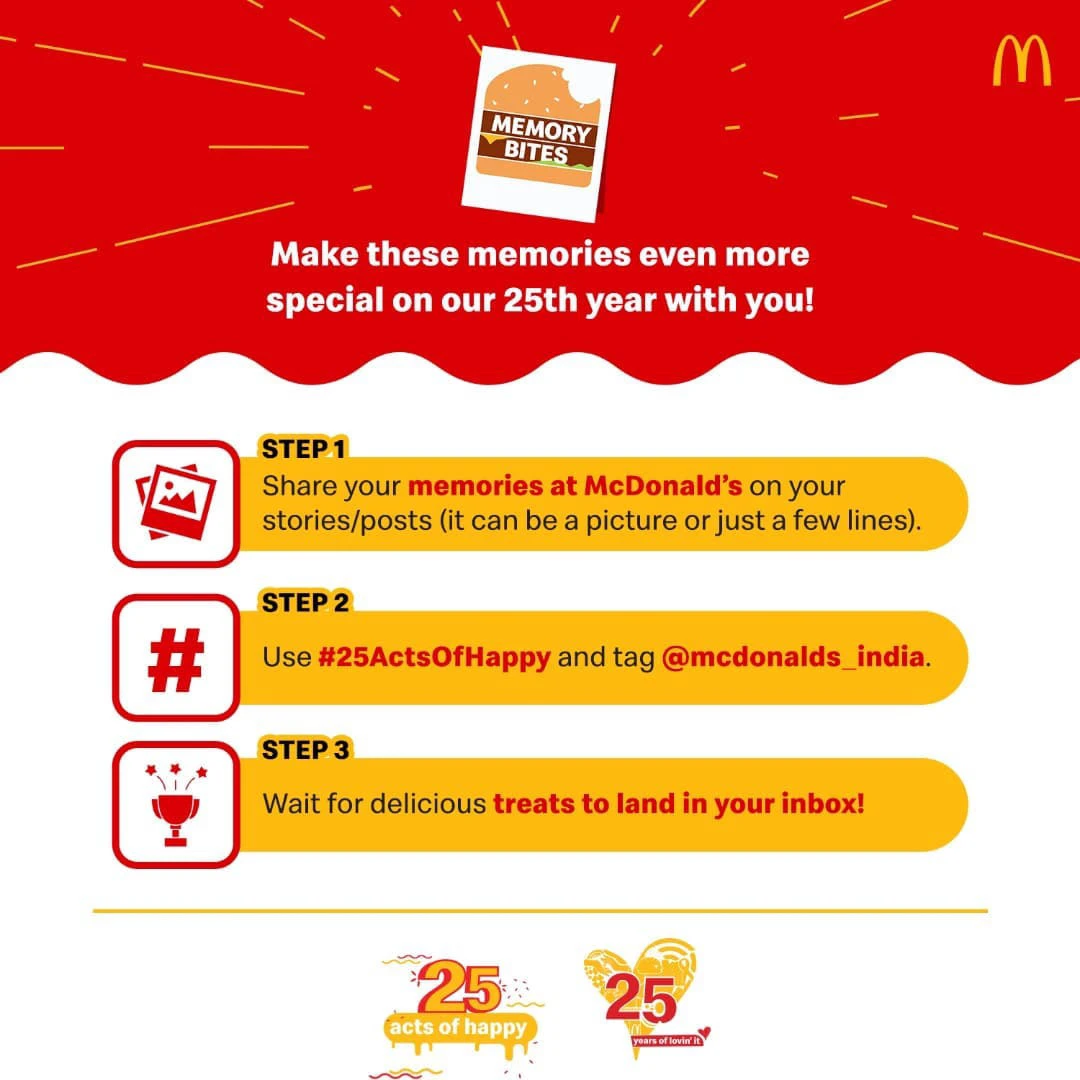 MEMORY
BITES
Make these memories even more
special on our 25th year with you!
STEP 1
Share your memories at McDonald's on your
stories/posts (it can be a picture or just a few lines).
#
STEP 2
Use #25ActsOfHappy and tag @mcdonalds_india.
STEP 3
Wait for delicious treats to land in your inbox!
25
acts of happy
25
years of lovin' it